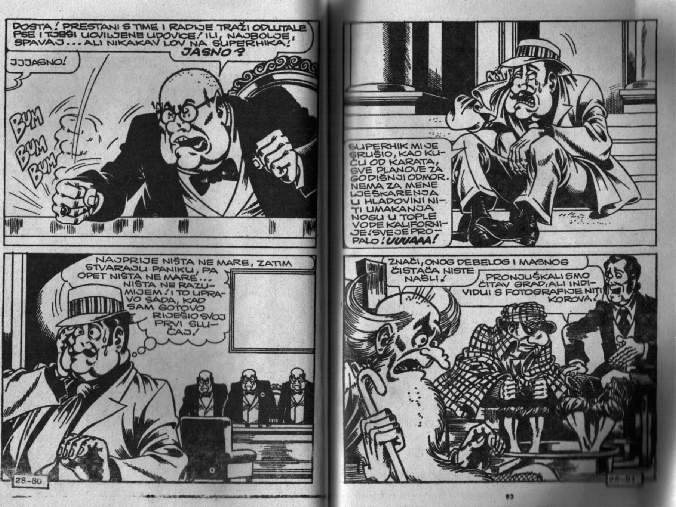 DOSTA! PRESTANI S TIME I RADIJE TRAŽI ODLUTALE
PSE I TJEŠI UCVILJENE UDOVICE! ILI, NAJBOLJE,
SPAVAJ... ALI NIKAKAV LOV NA SUPERHIKA!
JASNO?
JJJASNO!
BUM
BUM
BUM
NAJPRIJE NIŠTA NE MARE, ZATIM
STVARAJU PANIKU, PA
OPET NIŠTA NE MARE...
NIŠTA NE RAZU-
MIJEM! I TO UPRA-
VO SADA, KAD
SAM GOTOVO
RIJEŠIO SVOJ
PRVI SLU-
ČAJ!
28-80
SUPERHIK MI JE
SRUŠIO, KAO KU-
ĆU OD KARATA,
SVE PLANOVE ZA
GODIŠNJI ODMOR.
NEMA ZA MENE
LJEŠKARENJA
U HLADOVINI NI-
TI UMAKANJA
NOGU U TOPLE
VODE KALIFORNI-
JE! SVE JE PRO-
PALO! UUUAAA!
ZNAČI, ONOG DEBELOG I MASNOG
ČISTAČA NISTE
NAŠLI!
PRONJUŠKALI SMO
ČITAV GRAD, ALI INDI-
VIDUI S FOTOGRAFIJE NITI
KOROVA!
28-81
83